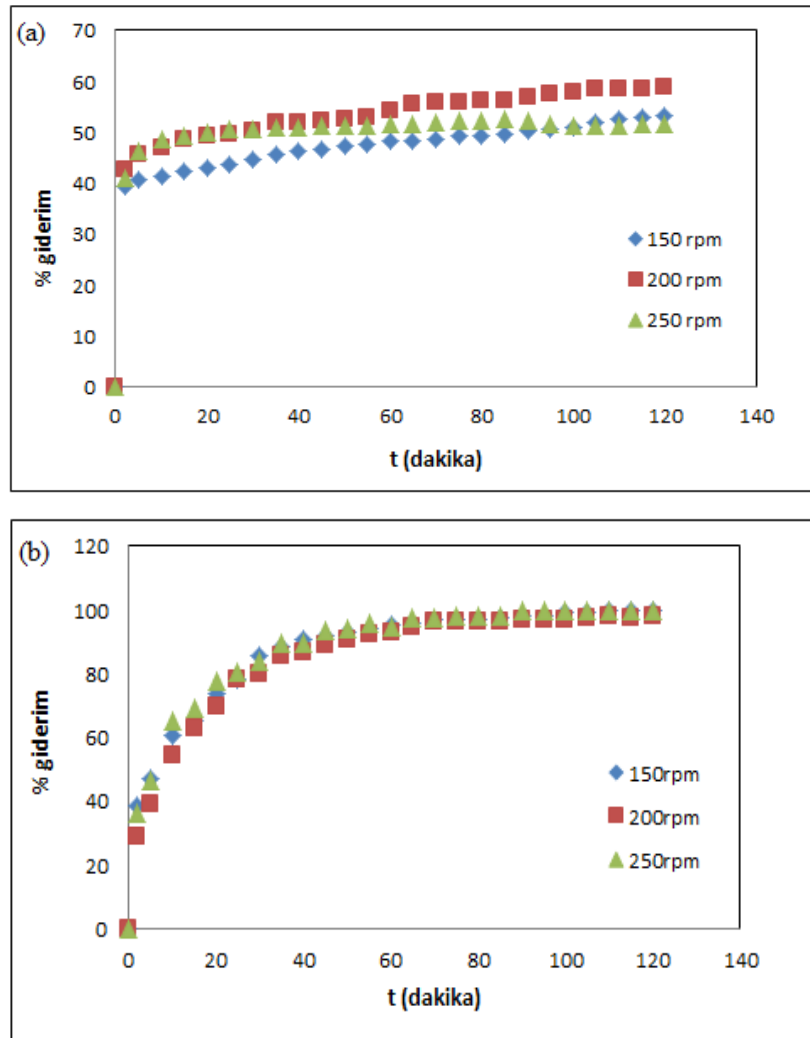 (a)
70
60
50
40
30
20
10
0
% giderim
150 rpm
200 rpm
250 rpm
0 20 40 60 80 100 120 140
t (dakika)
(b)
120
100
80
60
40
20
0
% giderim
150rpm
200rpm
250rpm
0 20 40 60 80 100 120 140
t (dakika)